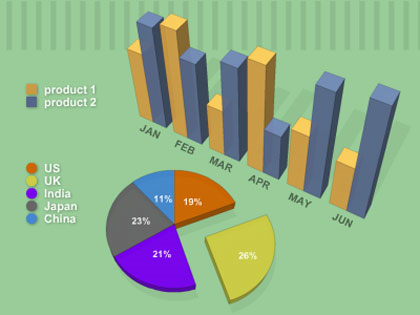 product 1
product 2
JAN
FEB
MAR
APR
MAY
JUN
US
UK
India
Japan
China
11%
19%
23%
21%
26%